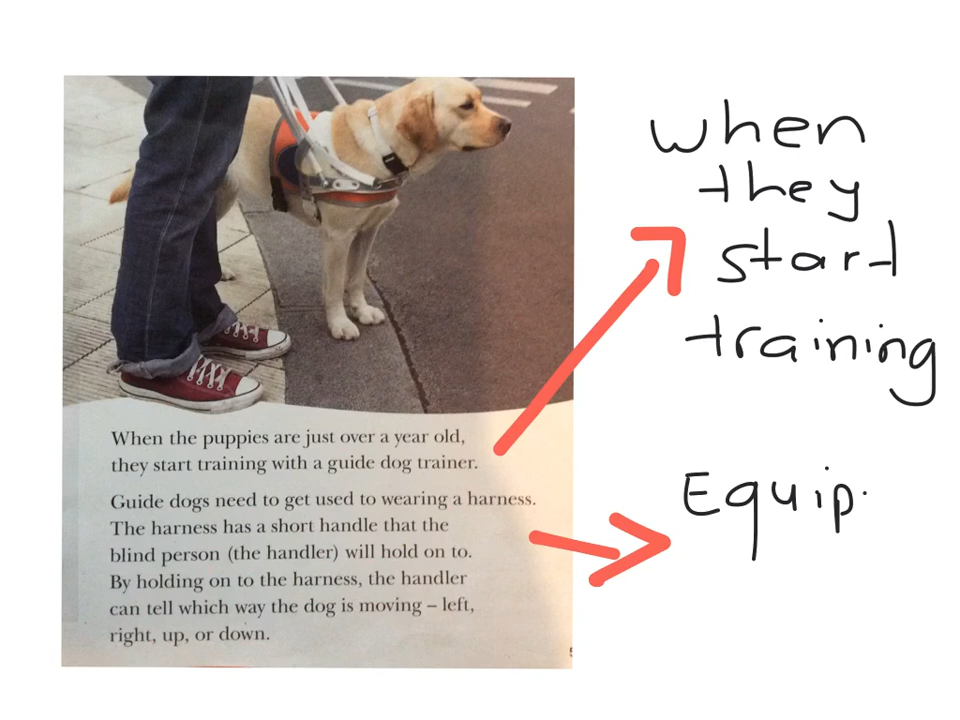 When the puppies are just over a year old,
they start training with a guide dog trainer.
Guide dogs need to get used to wearing a harness.
The harness has a short handle that the
blind person (the handler) will hold on to.
By holding on to the harness, the handler
can tell which way the dog is moving – left,
right, up, or down.
when
they
start
training
Equip.